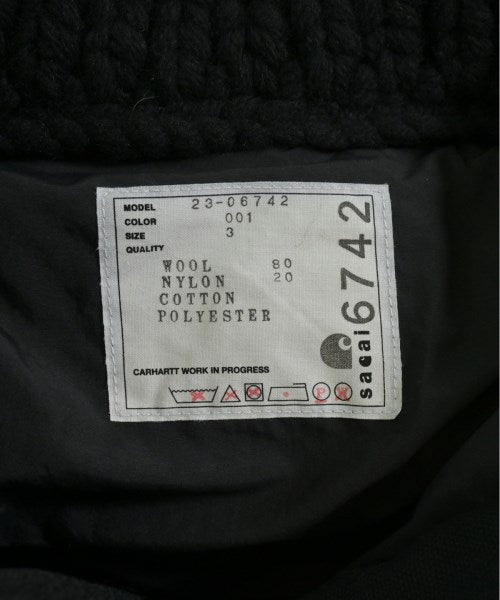 MODEL 23-06742
COLOR 001
SIZE 3
QUALITY
WOOL 80
NYLON 20
COTTON
POLYESTER
CARHARTT WORK IN PROGRESS
P W
sacai 6742